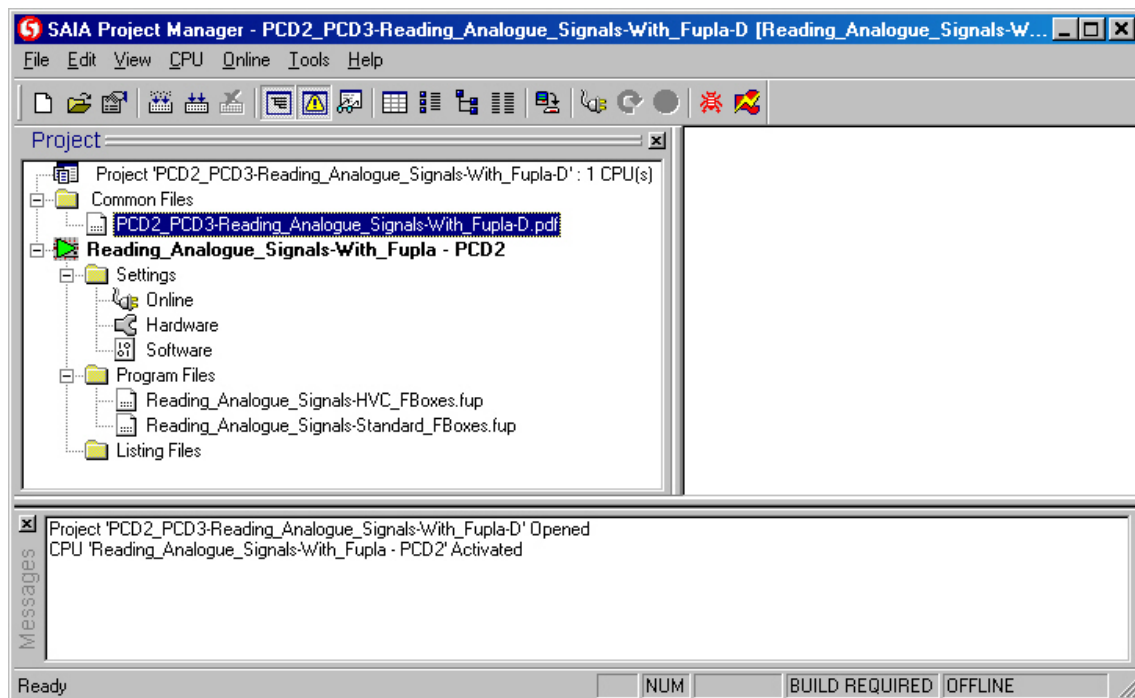 SAIA Project Manager - PCD2_PCD3-Reading_Analogue_Signals-With_Fupla-D [Reading_Analogue_Signals-W...
File Edit View CPU Online Tools Help
Project
Project 'PCD2_PCD3-Reading_Analogue_Signals-With_Fupla-D' : 1 CPU(s)
Common Files
PCD2_PCD3-Reading_Analogue_Signals-With_Fupla-D.pdf
Reading_Analogue_Signals-With_Fupla - PCD2
Settings
Online
Hardware
Software
Program Files
Reading_Analogue_Signals-HVC_FBoxes.fup
Reading_Analogue_Signals-Standard_FBoxes.fup
Listing Files
Messages
Project 'PCD2_PCD3-Reading_Analogue_Signals-With_Fupla-D' Opened
CPU 'Reading_Analogue_Signals-With_Fupla - PCD2' Activated
Ready NUM BUILD REQUIRED OFFLINE